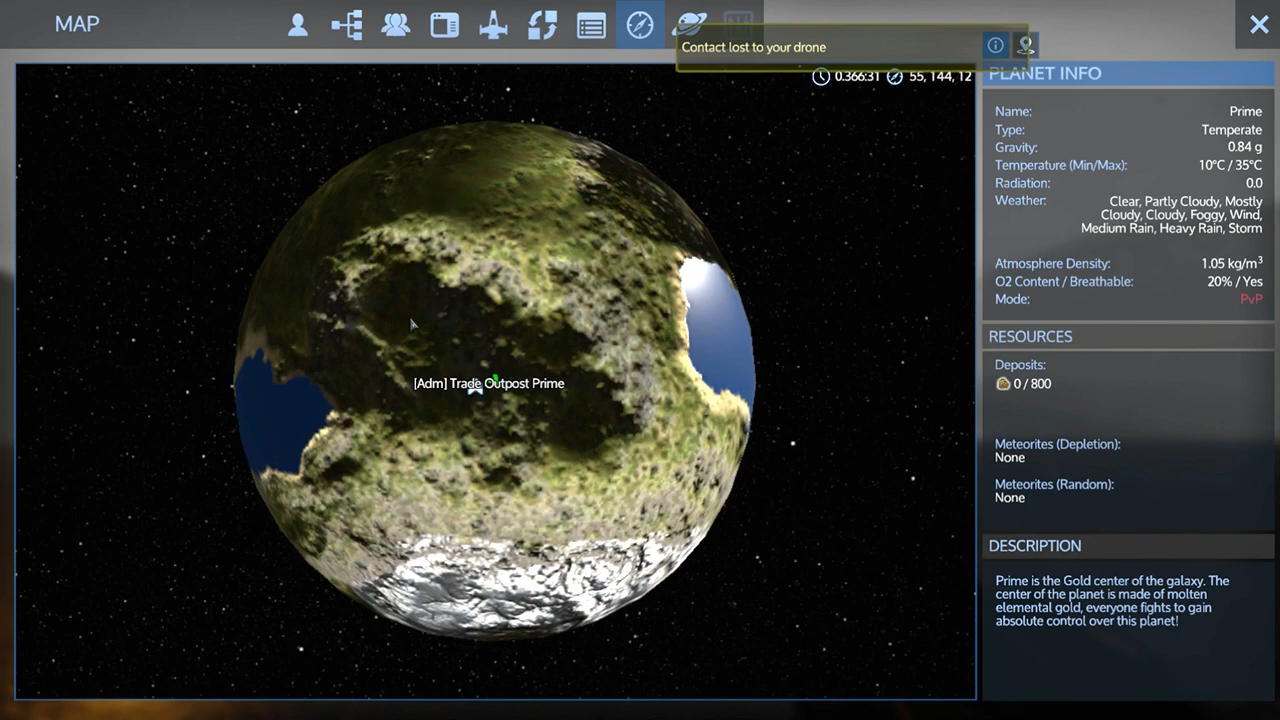 MAP
Contact lost to your drone
0.366:31 55, 144, 12
[Adm] Trade Outpost Prime
PLANET INFO
Name: Prime
Type: Temperate
Gravity: 0.84 g
Temperature (Min/Max): 10°C / 35°C
Radiation: 0.0
Weather: Clear, Partly Cloudy, Mostly
Cloudy, Cloudy, Foggy, Wind,
Medium Rain, Heavy Rain, Storm
Atmosphere Density: 1.05 kg/m³
O2 Content / Breathable: 20% / Yes
Mode: PvP
RESOURCES
Deposits:
0 / 800
Meteorites (Depletion):
None
Meteorites (Random):
None
DESCRIPTION
Prime is the Gold center of the galaxy. The
center of the planet is made of molten
elemental gold, everyone fights to gain
absolute control over this planet!